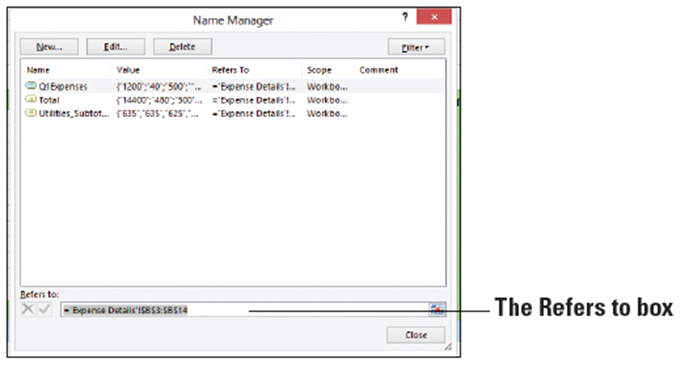 Name Manager
? ×
New... Edit... Delete Filter
Name Value Refers To Scope Comment
Q1Expenses {"1200";"40";"500";""... ='Expense Details'!... Workbo...
Total {"14400";"480";"500"... ='Expense Details'!... Workbo...
Utilities_Subtot... {"635","635","625","... ='Expense Details'!... Workbo...
Refers to:
='Expense Details'!$B$3:$B$14
The Refers to box
Close